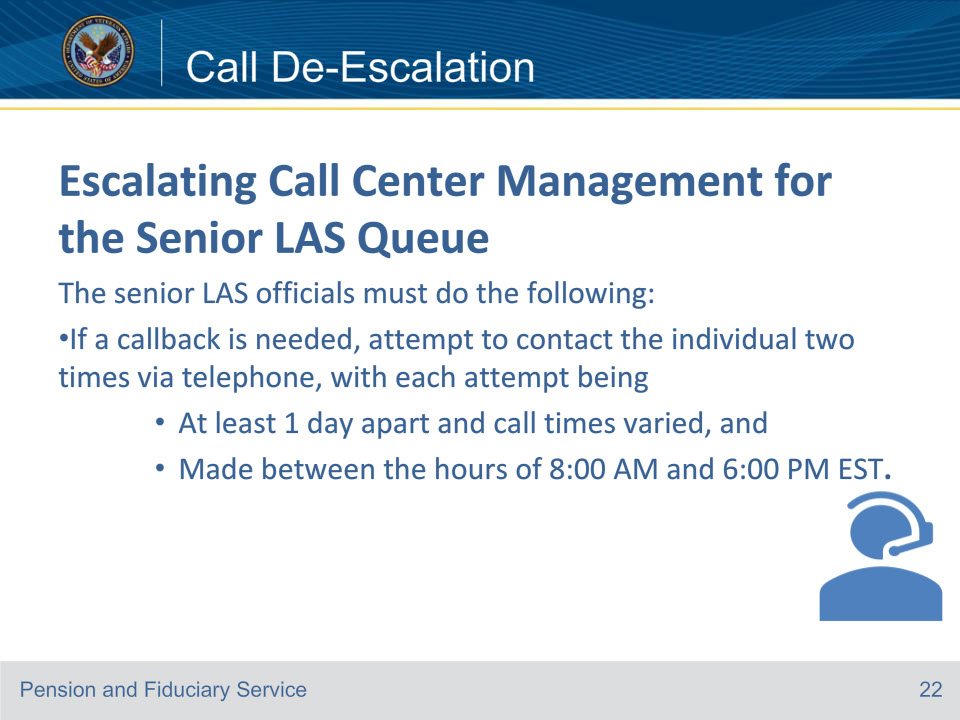 Call De-Escalation
Escalating Call Center Management for
the Senior LAS Queue
The senior LAS officials must do the following:
•If a callback is needed, attempt to contact the individual two
times via telephone, with each attempt being
• At least 1 day apart and call times varied, and
• Made between the hours of 8:00 AM and 6:00 PM EST.
Pension and Fiduciary Service
22